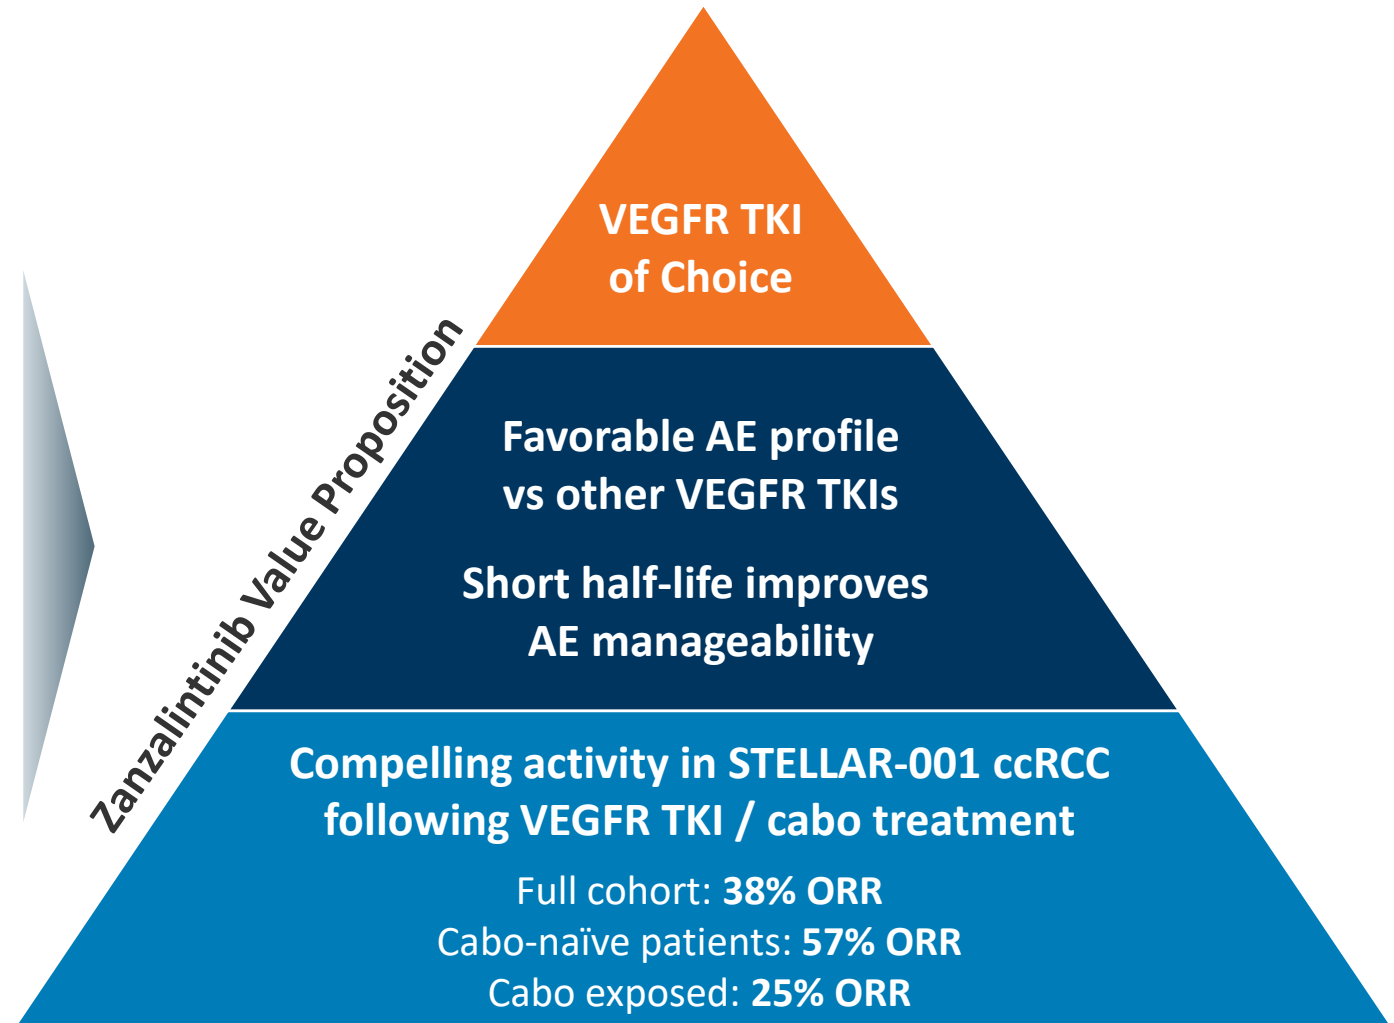 VEGFR TKI
of Choice
Zanzalintinib Value Proposition
Favorable AE profile
vs other VEGFR TKIs
Short half-life improves
AE manageability
Compelling activity in STELLAR-001 ccRCC
following VEGFR TKI / cabo treatment
Full cohort: 38% ORR
Cabo-naïve patients: 57% ORR
Cabo exposed: 25% ORR